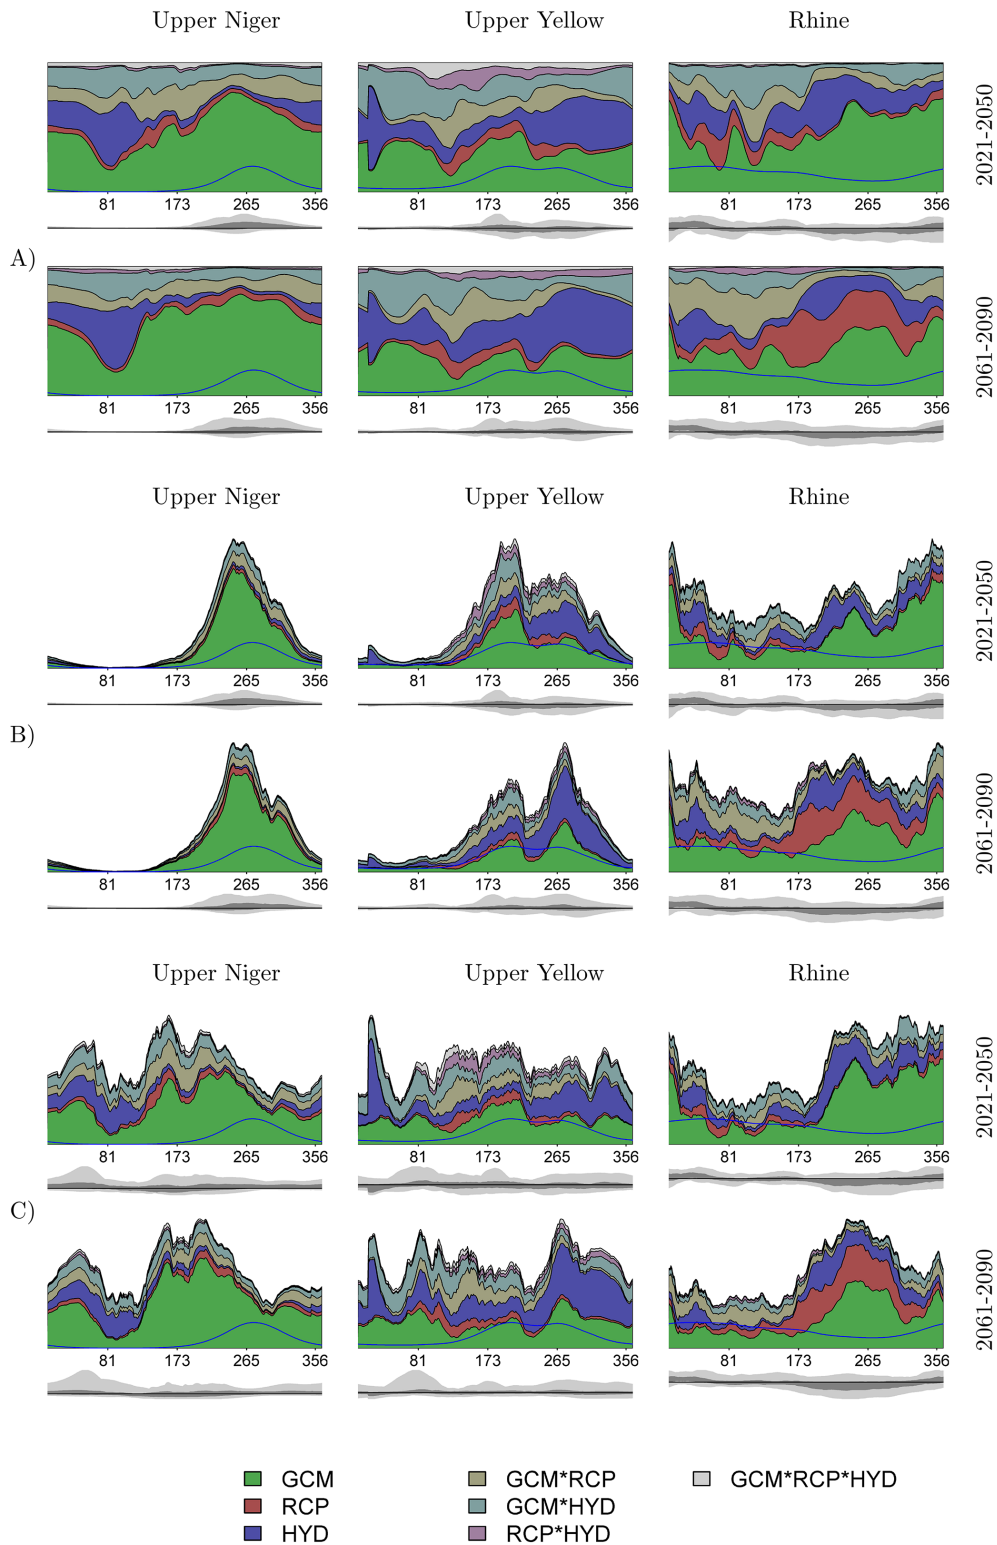 Upper Niger Upper Yellow Rhine
2021-2050
81 173 265 356 81 173 265 356 81 173 265 356
A)
2061-2090
81 173 265 356 81 173 265 356 81 173 265 356
Upper Niger Upper Yellow Rhine
2021-2050
81 173 265 356 81 173 265 356 81 173 265 356
B)
2061-2090
81 173 265 356 81 173 265 356 81 173 265 356
Upper Niger Upper Yellow Rhine
2021-2050
81 173 265 356 81 173 265 356 81 173 265 356
C)
2061-2090
81 173 265 356 81 173 265 356 81 173 265 356
GCM GCM*RCP GCM*RCP*HYD
RCP GCM*HYD
HYD RCP*HYD